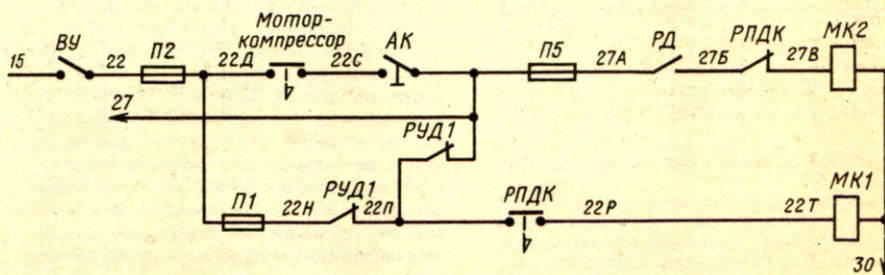 Мотор-
компрессор
15
ВУ
22
П2
22Д
22С
АК
П5
27А
РД
27Б
РПДК
27В
МК2
27
РУД1
П1
22Н
РУД1
22П
РПДК
22Р
22Т
МК1
30